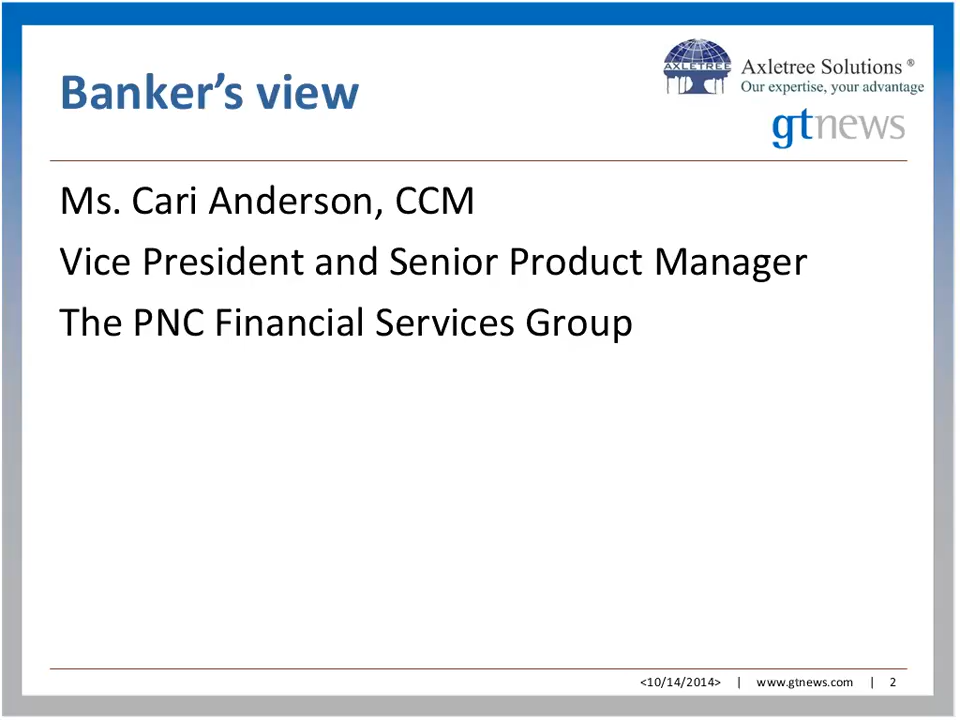 Banker’s view
AXLETREE
Axletree Solutions ®
Our expertise, your advantage
gtnews
Ms. Cari Anderson, CCM
Vice President and Senior Product Manager
The PNC Financial Services Group
<10/14/2014> | www.gtnews.com | 2